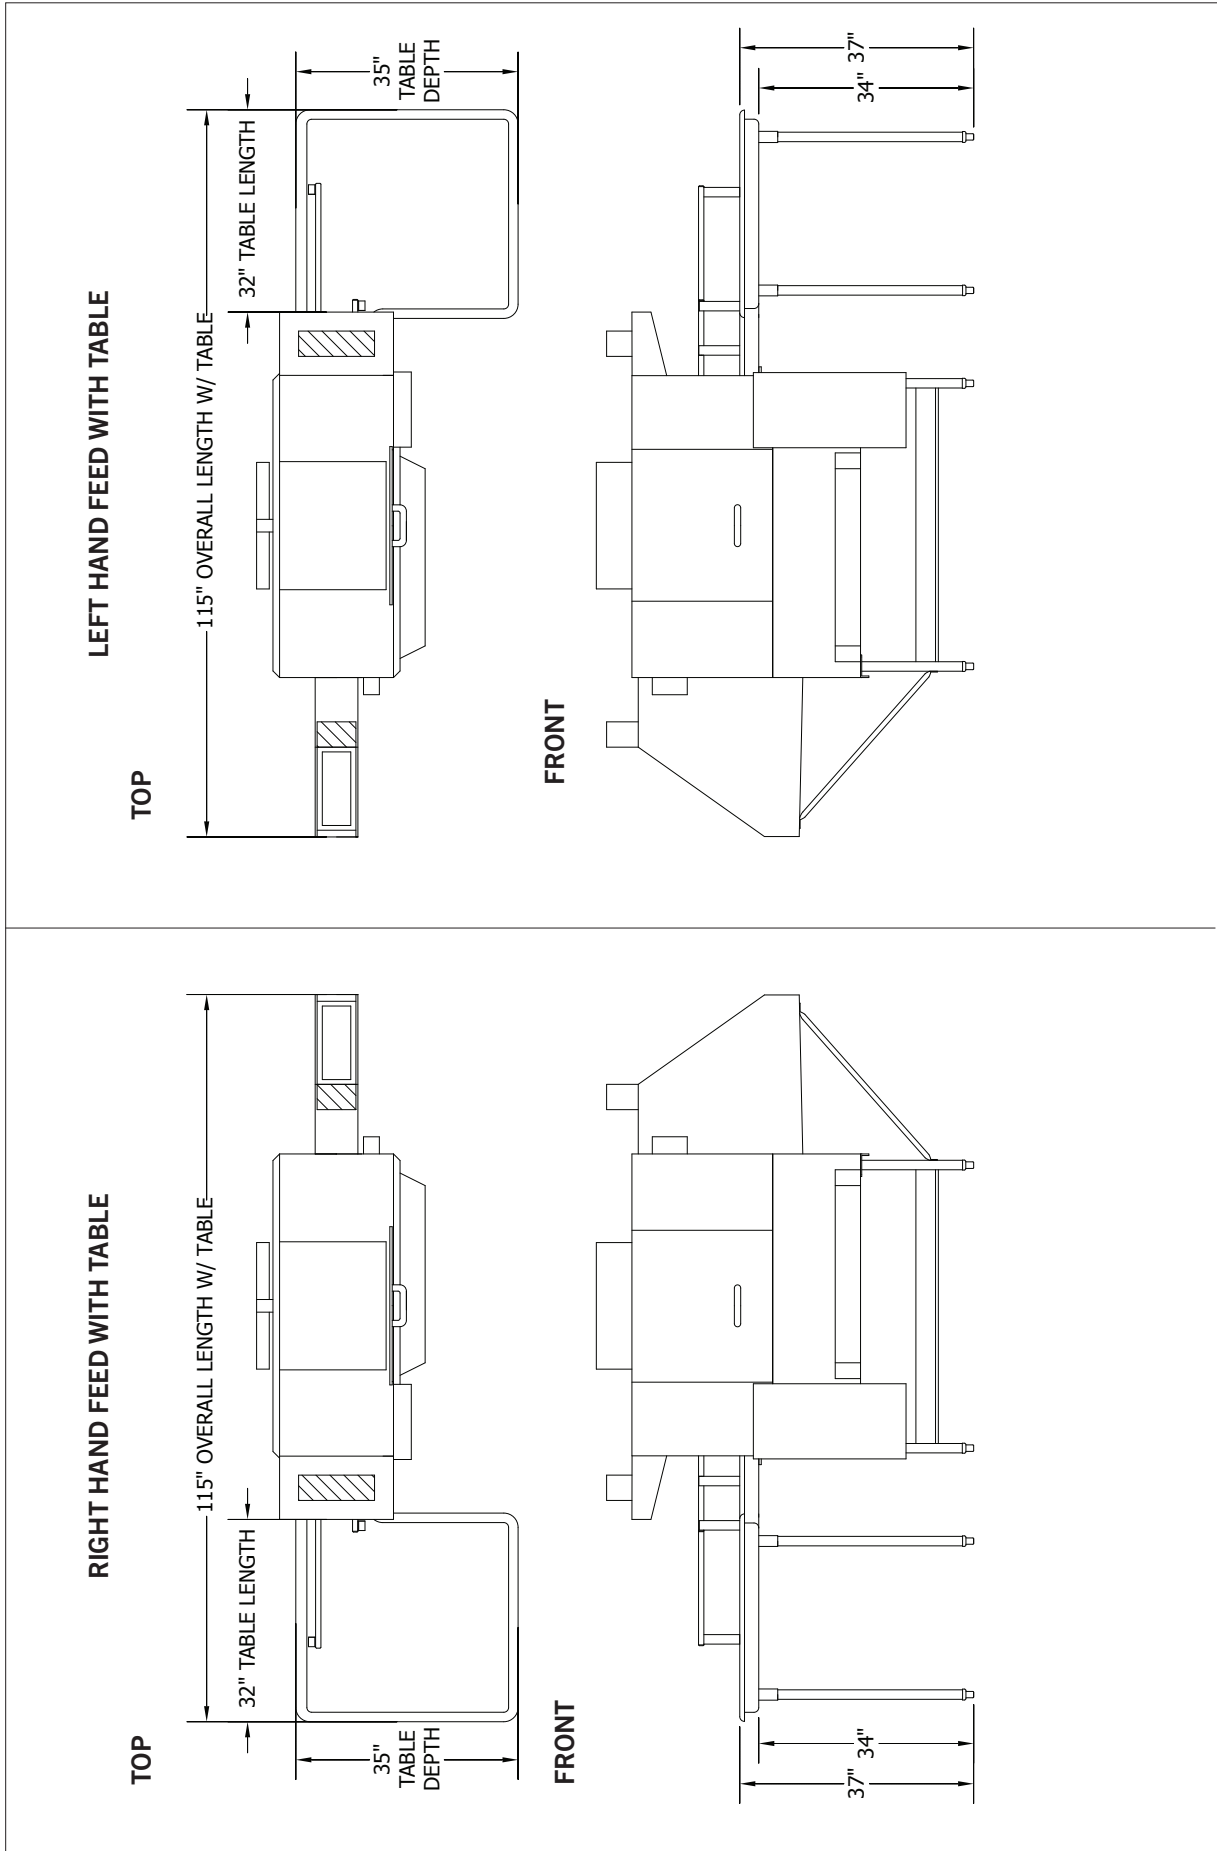 RIGHT HAND FEED WITH TABLE
TOP
115" OVERALL LENGTH W/ TABLE
32" TABLE LENGTH
35"
TABLE
DEPTH
FRONT
37"
34"
LEFT HAND FEED WITH TABLE
TOP
115" OVERALL LENGTH W/ TABLE
32" TABLE LENGTH
35"
TABLE
DEPTH
FRONT
37"
34"